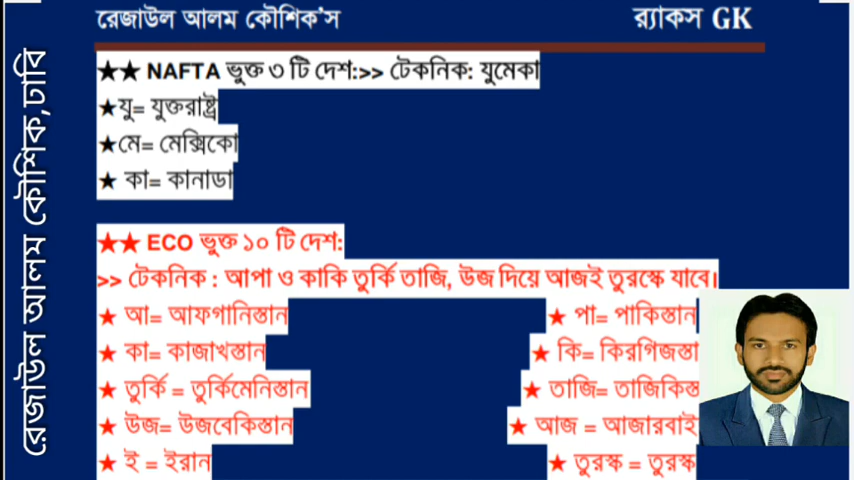 রেজাউল আলম কৌশিক’স
র‍্যাকস GK
রেজাউল আলম কৌশিক,ঢাবি
★★ NAFTA ভুক্ত ৩ টি দেশ:>> টেকনিক: যুমেকা
★যু= যুক্তরাষ্ট্র
★মে= মেক্সিকো
★ কা= কানাডা
★★ ECO ভুক্ত ১০ টি দেশ:
>> টেকনিক : আপা ও কাকি তুর্কি তাজি, উজ দিয়ে আজই তুরস্কে যাবে।
★ আ= আফগানিস্তান
★ পা= পাকিস্তান
★ কা= কাজাখস্তান
★ কি= কিরগিজস্তা
★ তুর্কি = তুর্কিমেনিস্তান
★ তাজি= তাজিকিস্ত
★ উজ= উজবেকিস্তান
★ আজ = আজারবাই
★ ই = ইরান
★ তুরস্ক = তুরস্ক